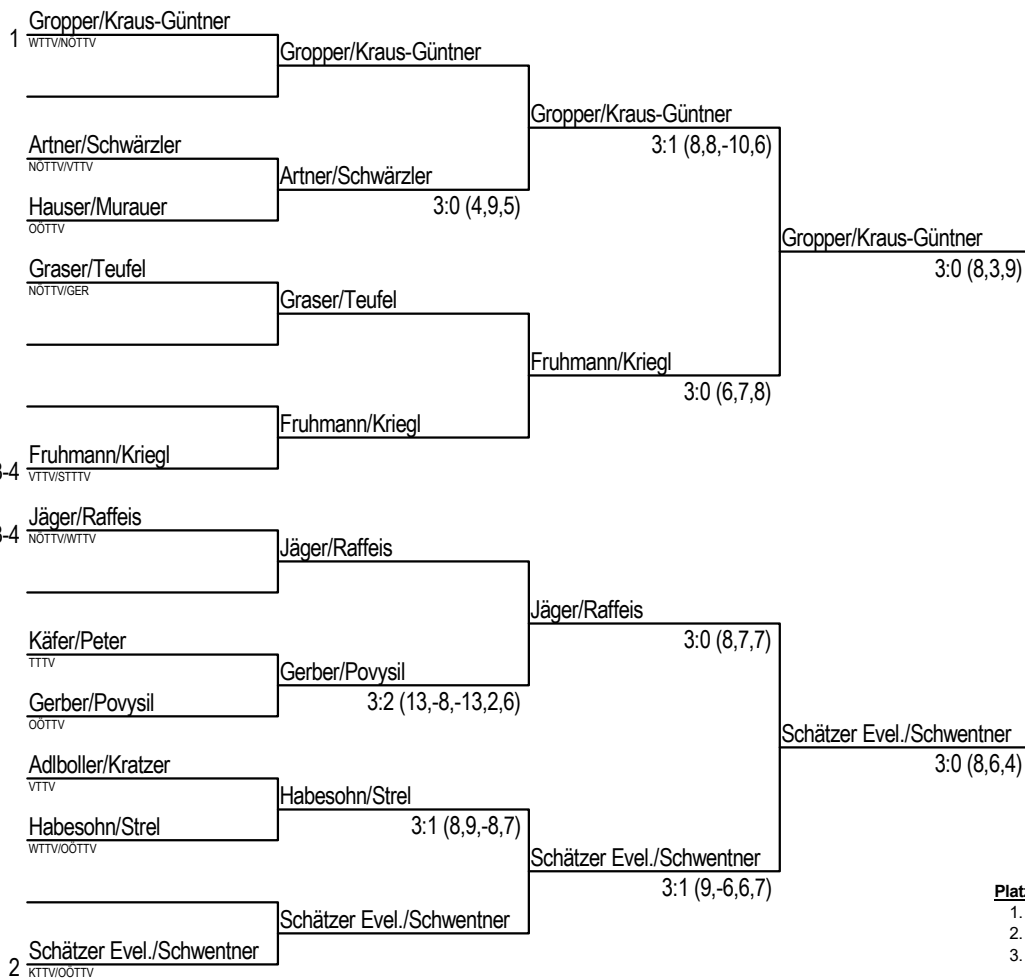 1 Gropper/Kraus-Güntner
WTTV/NÖTTV
Artner/Schwärzler
NÖTTV/VTTV
Hauser/Murauer
OÖTTV
Graser/Teufel
NÖTTV/GER
Fruhmann/Kriegl
3-4 VTTV/STTTV
Jäger/Raffeis
3-4 NÖTTV/WTTV
Käfer/Peter
TTTV
Gerber/Povysil
OÖTTV
Adlboller/Kratzer
VTTV
Habesohn/Strel
WTTV/OÖTTV
Schätzer Evel./Schwentner
2 KTTV/OÖTTV
Gropper/Kraus-Güntner
Artner/Schwärzler
3:0 (4,9,5)
Graser/Teufel
Fruhmann/Kriegl
Jäger/Raffeis
Gerber/Povysil
3:2 (13,-8,-13,2,6)
Habesohn/Strel
3:1 (8,9,-8,7)
Schätzer Evel./Schwentner
Gropper/Kraus-Güntner
3:1 (8,8,-10,6)
Fruhmann/Kriegl
3:0 (6,7,8)
Jäger/Raffeis
3:0 (8,7,7)
Schätzer Evel./Schwentner
3:1 (9,-6,6,7)
Gropper/Kraus-Güntner
3:0 (8,3,9)
Schätzer Evel./Schwentner
3:0 (8,6,4)
Plat
1.
2.
3.